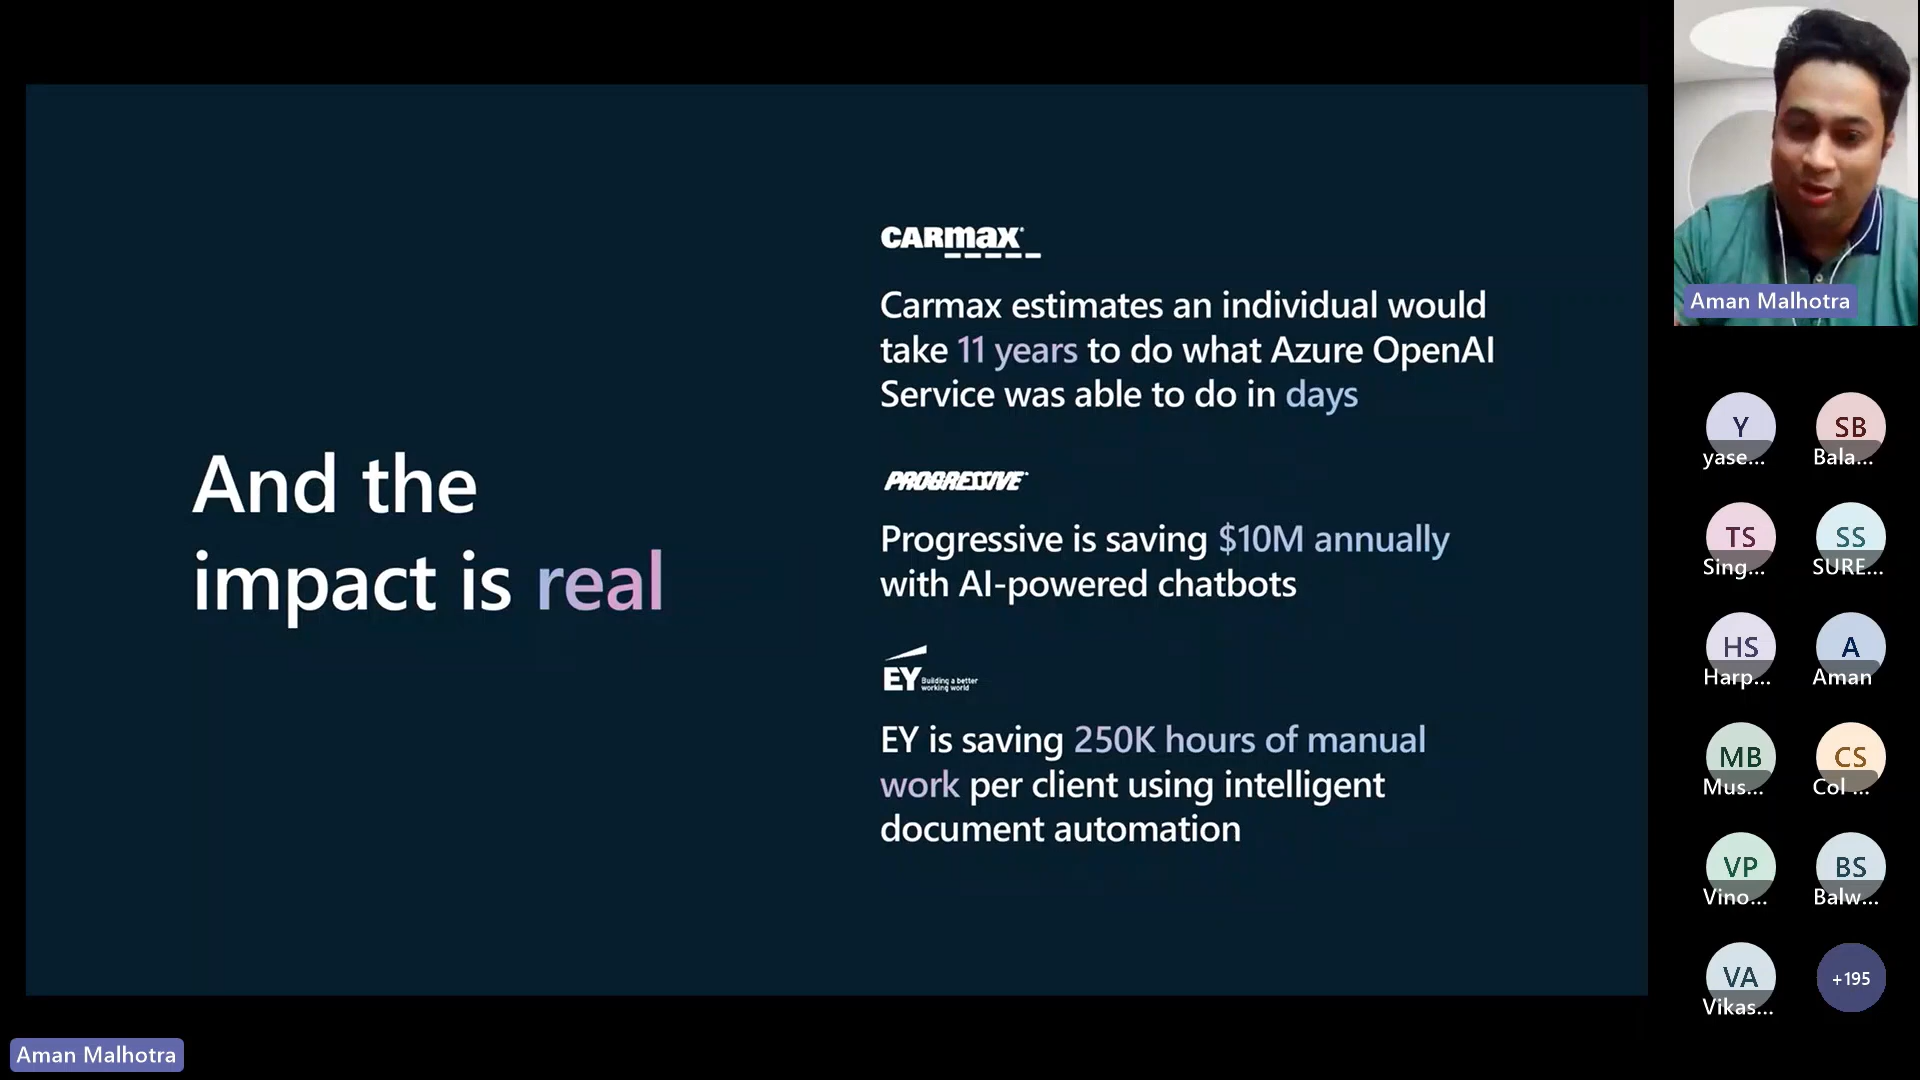 And the
impact is real
CARMAX
Carmax estimates an individual would
take 11 years to do what Azure OpenAI
Service was able to do in days
PROGRESSIVE
Progressive is saving $10M annually
with AI-powered chatbots
EY Building a better
working world
EY is saving 250K hours of manual
work per client using intelligent
document automation
Aman Malhotra
Y
yase...
SB
Bala...
TS
Sing...
SS
SURE...
HS
Harp...
A
Aman
MB
Mus...
CS
Col ...
VP
Vino...
BS
Balw...
VA
Vikas...
+195
Aman Malhotra